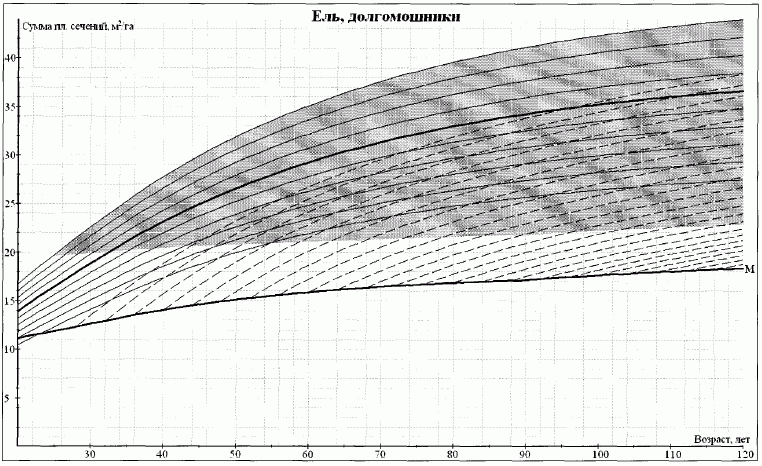 Ель, долгомошники
Сумма пл. сечений, м²/га
40
35
30
25
20
М
15
10
5
Возраст, лет
30 40 50 60 70 80 90 100 110 120